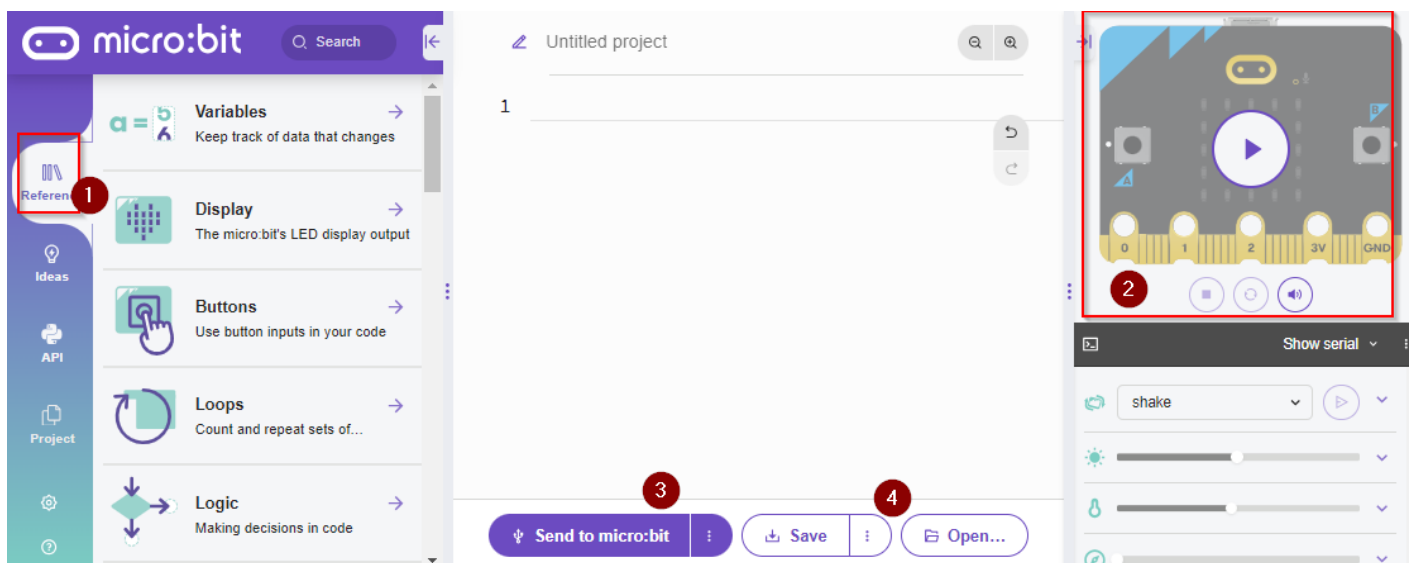 micro:bit
Search
Untitled project
Reference
1
Ideas
API
Project
Variables
Keep track of data that changes
Display
The micro:bit's LED display output
Buttons
Use button inputs in your code
Loops
Count and repeat sets of...
Logic
Making decisions in code
1
3
Send to micro:bit
Save
4
Open...
B
A
0 1 2 3V GND
2
Show serial
shake